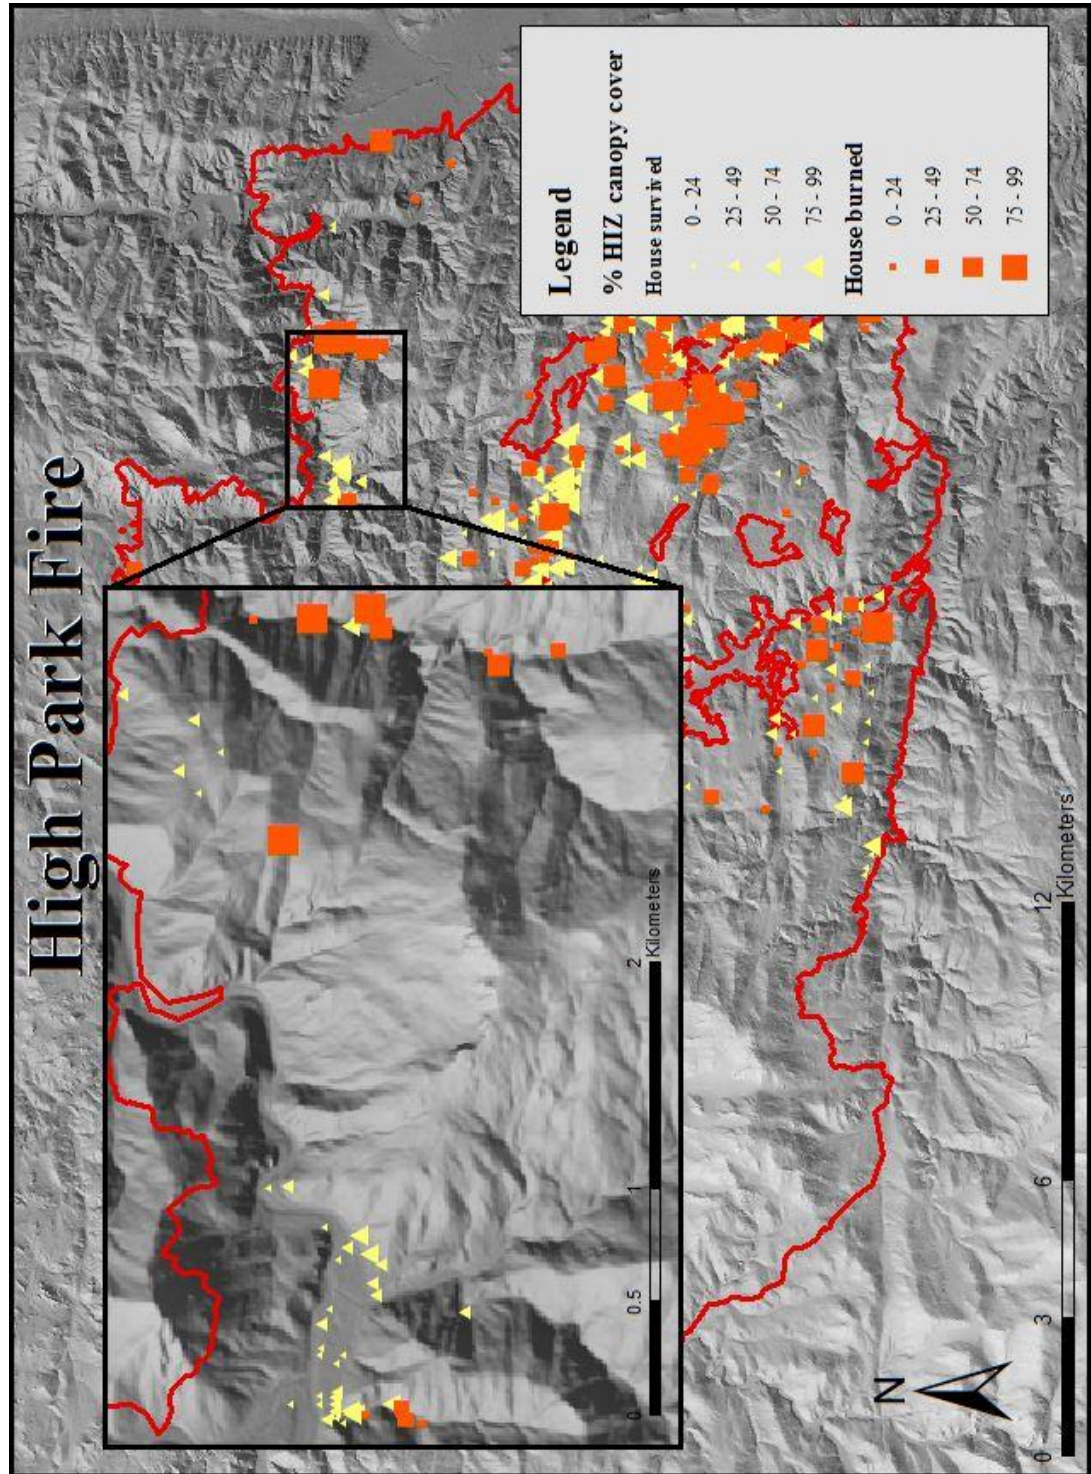 High Park Fire
Legend
% HIZ canopy cover
House survived
0 - 24
25 - 49
50 - 74
75 - 99
House burned
0 - 24
25 - 49
50 - 74
75 - 99
0 0.5 1 2
Kilometers
N
0 3 6 12
Kilometers